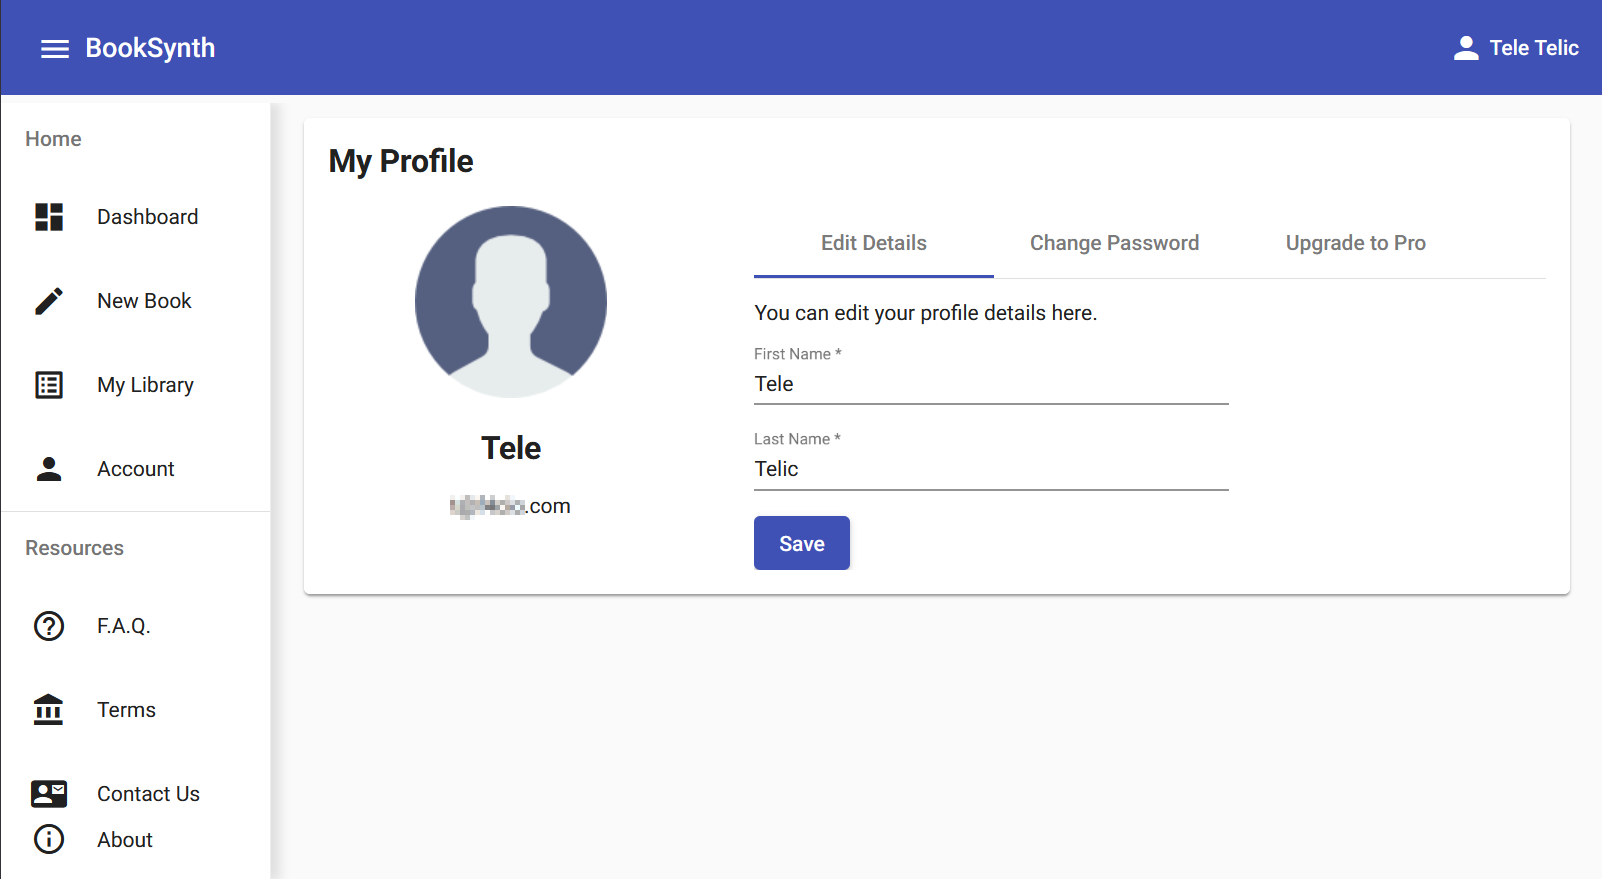 BookSynth
Tele Telic
Home
Dashboard
New Book
My Library
Account
Resources
F.A.Q.
Terms
Contact Us
About
My Profile
Tele
.com
Edit Details Change Password Upgrade to Pro
You can edit your profile details here.
First Name *
Tele
Last Name *
Telic
Save